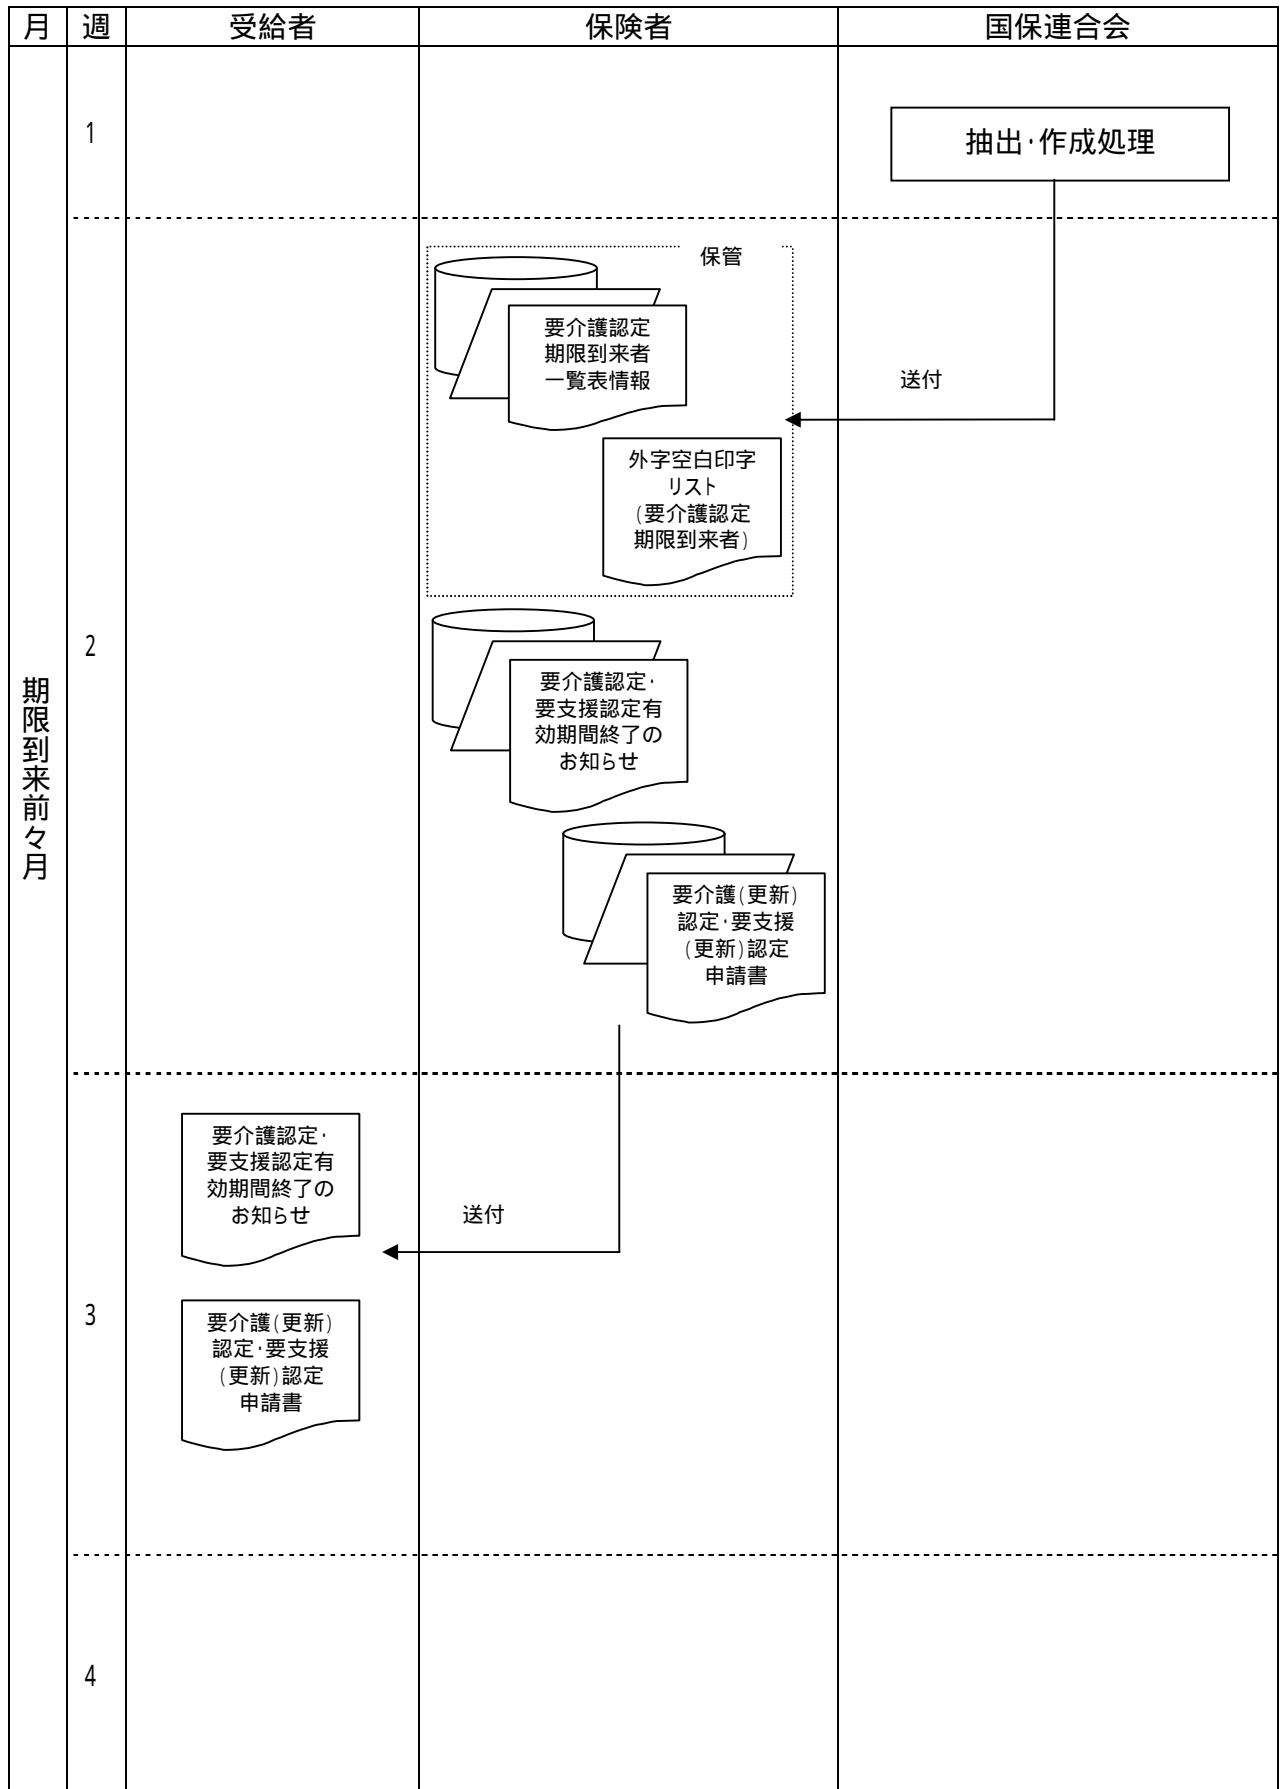 月 週 受給者 保険者 国保連合会
1
抽出・作成処理
保管
要介護認定
期限到来者
一覧表情報
送付
外字空白印字
リスト
(要介護認定
期限到来者)
2
要介護認定・
要支援認定有
効期間終了の
お知らせ
期限到来前々月
要介護(更新)
認定・要支援
(更新)認定
申請書
要介護認定・
要支援認定有
効期間終了の
お知らせ
送付
3
要介護(更新)
認定・要支援
(更新)認定
申請書
4